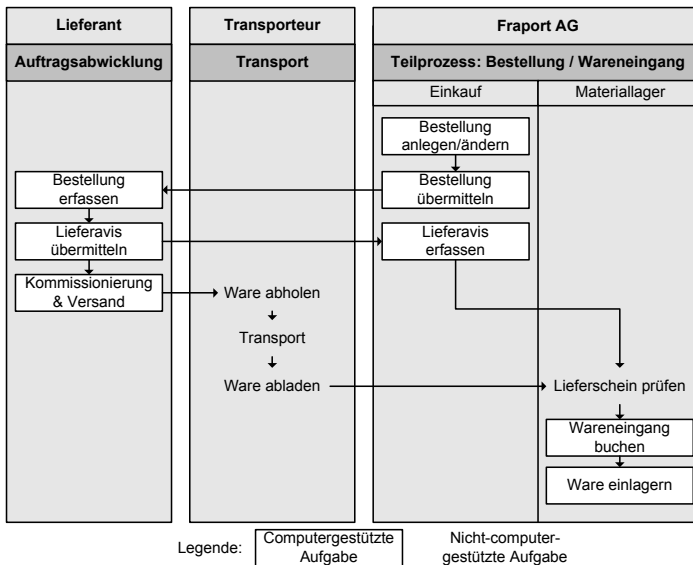 Lieferant
Transporteur
Fraport AG
Auftragsabwicklung
Transport
Teilprozess: Bestellung / Wareneingang
Einkauf
Materiallager
Bestellung
anlegen/ändern
Bestellung
erfassen
Bestellung
übermitteln
Lieferavis
übermitteln
Lieferavis
erfassen
Kommissionierung
& Versand
Ware abholen
Transport
Ware abladen
Lieferschein prüfen
Wareneingang
buchen
Ware einlagern
Legende:
Computergestützte
Aufgabe
Nicht-computer-
gestützte Aufgabe